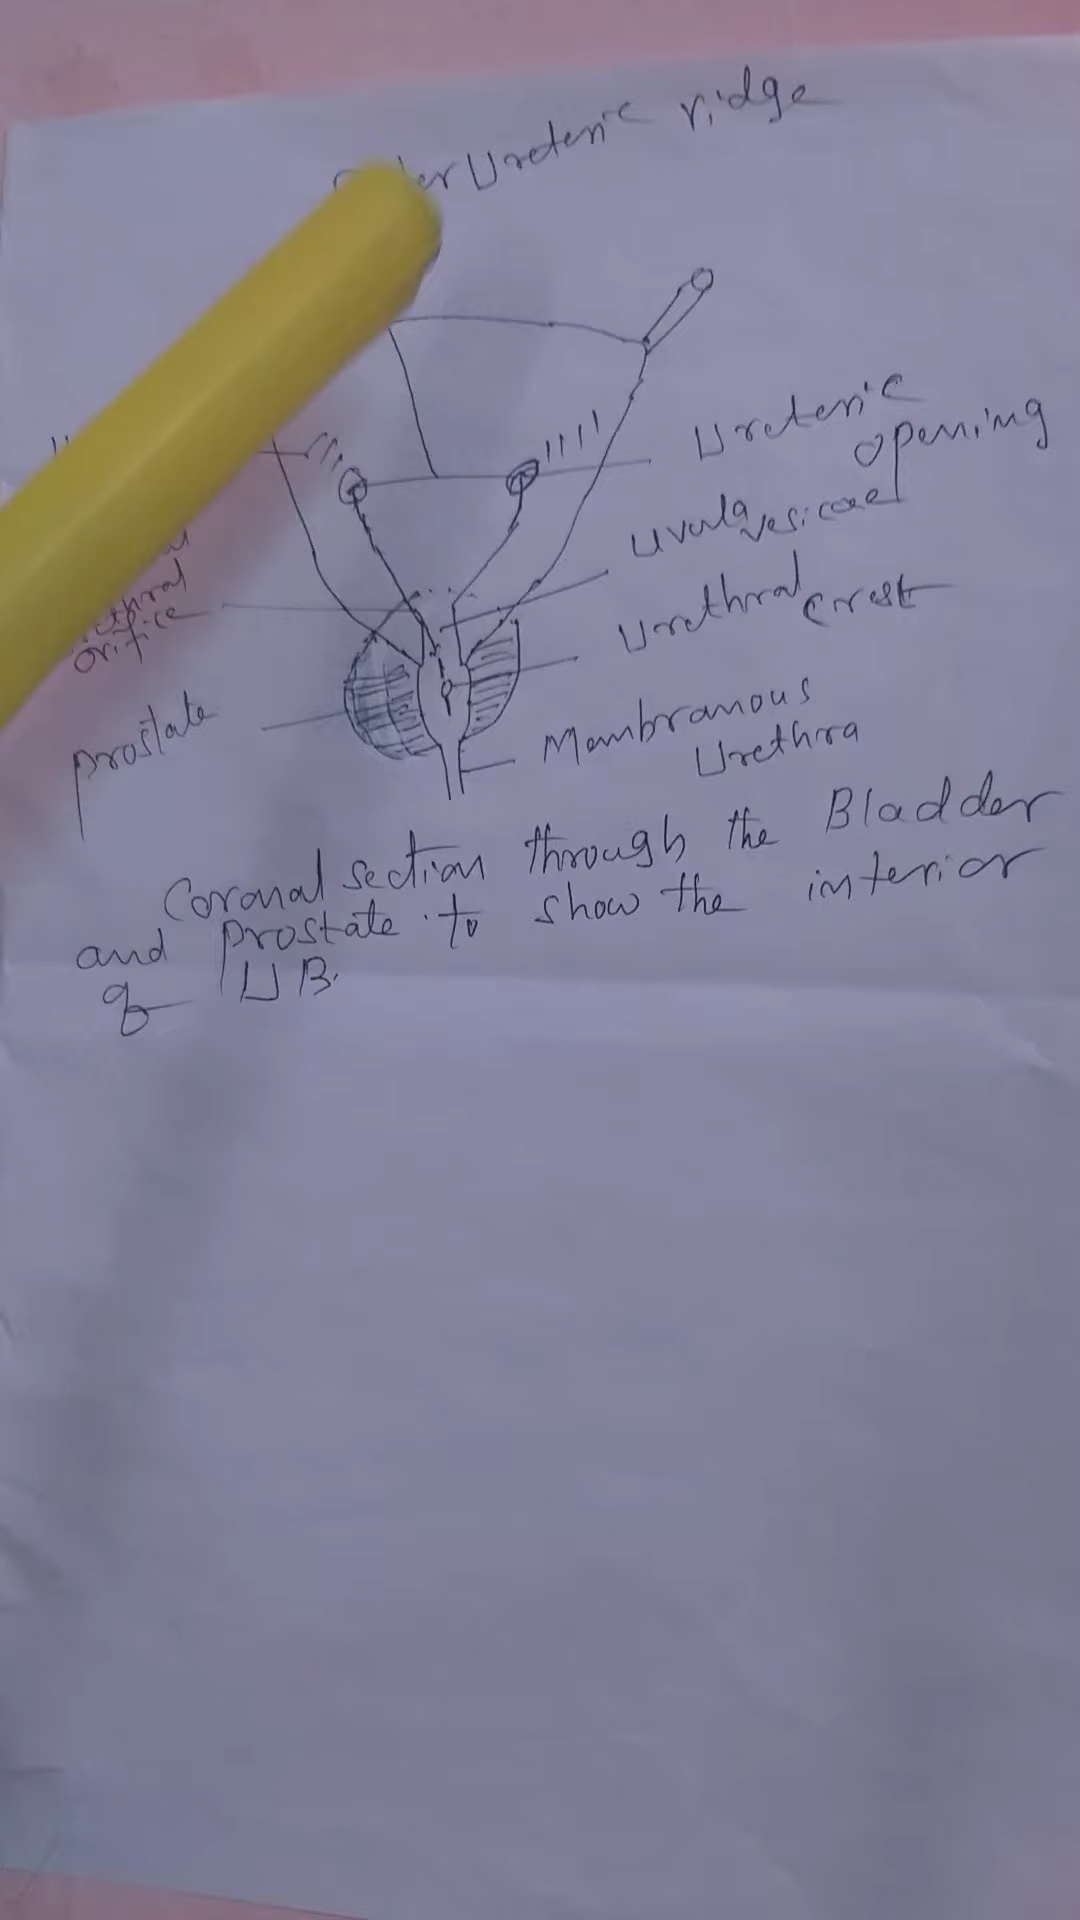 Ureteric ridge
Ureteric
opening
uvula vesicae
Urethral crest
orifice
prostate
Membranous
Urethra
Coronal section through the Bladder
and prostate to show the interior
of UB.